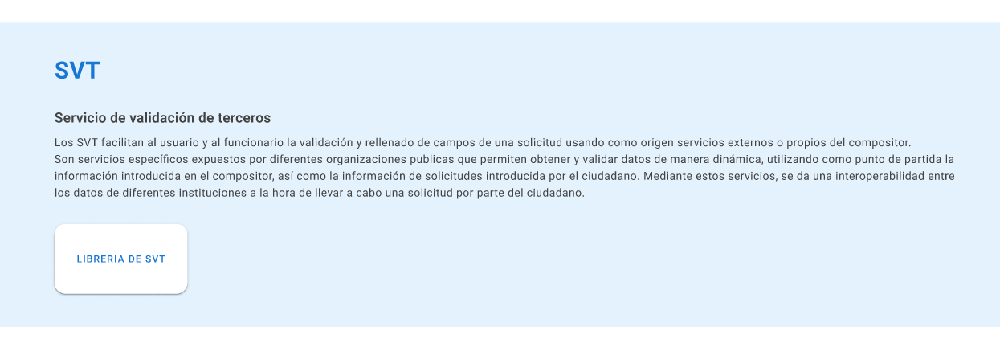 SVT
Servicio de validación de terceros
Los SVT facilitan al usuario y al funcionario la validación y rellenado de campos de una solicitud usando como origen servicios externos o propios del compositor.
Son servicios específicos expuestos por diferentes organizaciones publicas que permiten obtener y validar datos de manera dinámica, utilizando como punto de partida la
información introducida en el compositor, así como la información de solicitudes introducida por el ciudadano. Mediante estos servicios, se da una interoperabilidad entre
los datos de diferentes instituciones a la hora de llevar a cabo una solicitud por parte del ciudadano.
LIBRERIA DE SVT